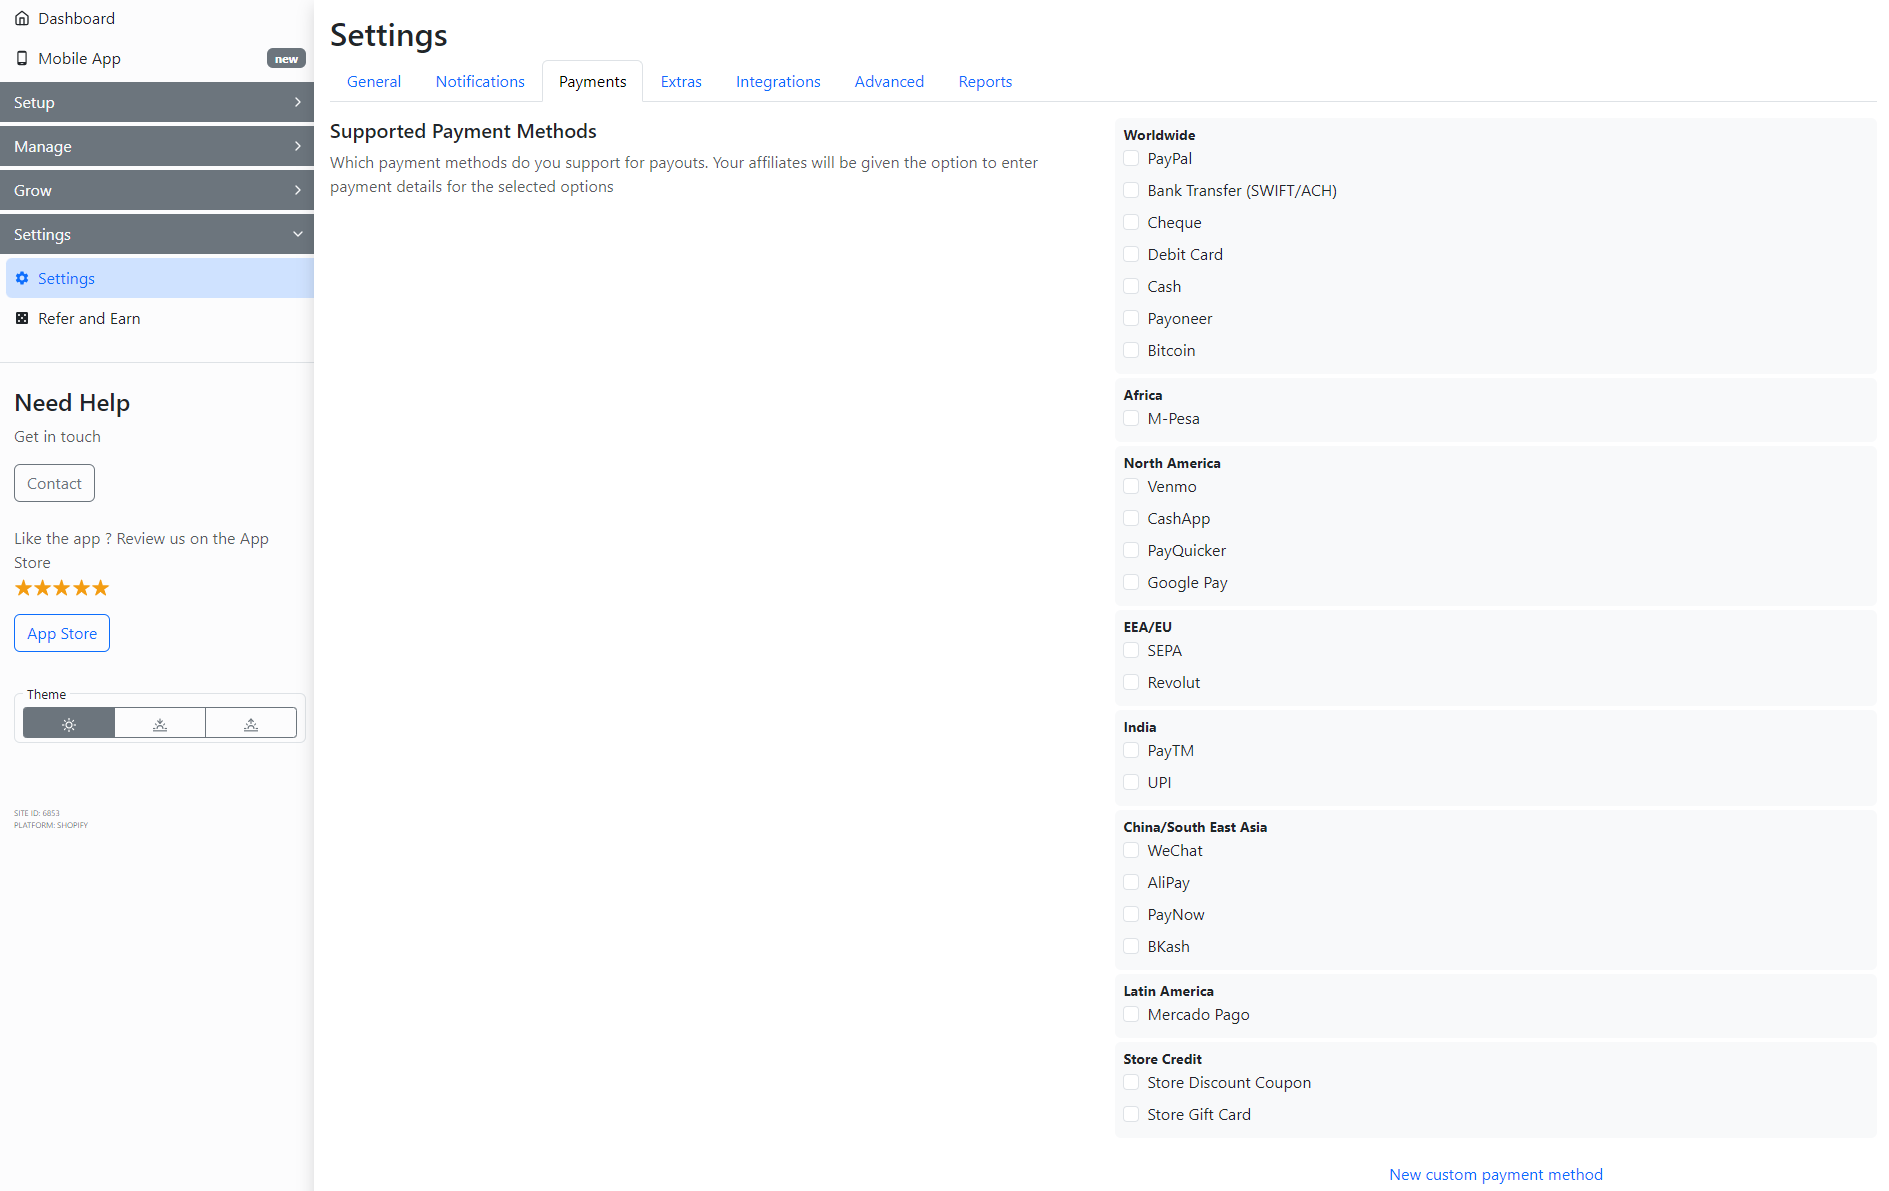 Dashboard
Mobile App
new
Setup
Manage
Grow
Settings
Settings
Refer and Earn
Need Help
Get in touch
Contact
Like the app ? Review us on the App
Store
App Store
Theme
SITE ID: 6853
PLATFORM: SHOPIFY
Settings
General
Notifications
Payments
Extras
Integrations
Advanced
Reports
Supported Payment Methods
Which payment methods do you support for payouts. Your affiliates will be given the option to enter
payment details for the selected options
Worldwide
PayPal
Bank Transfer (SWIFT/ACH)
Cheque
Debit Card
Cash
Payoneer
Bitcoin
Africa
M-Pesa
North America
Venmo
CashApp
PayQuicker
Google Pay
EEA/EU
SEPA
Revolut
India
PayTM
UPI
China/South East Asia
WeChat
AliPay
PayNow
BKash
Latin America
Mercado Pago
Store Credit
Store Discount Coupon
Store Gift Card
New custom payment method